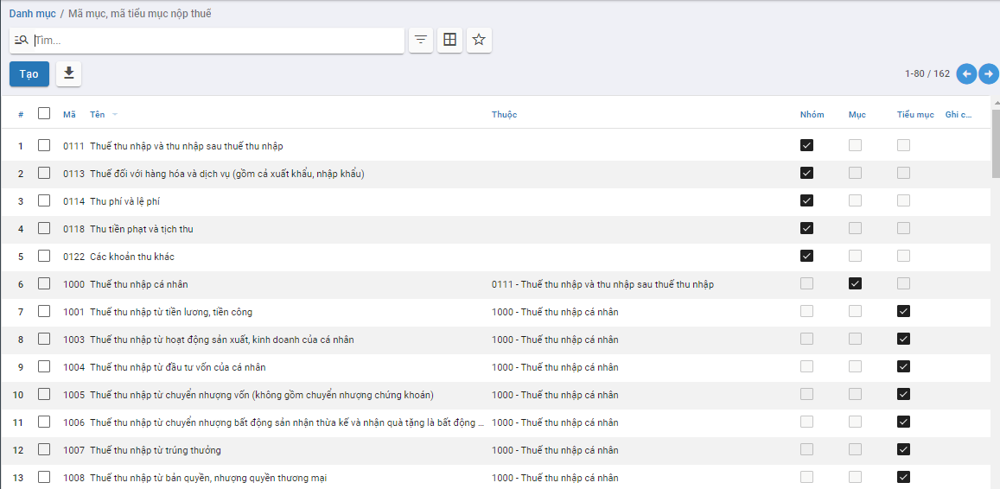 Danh mục / Mã mục, mã tiểu mục nộp thuế
Tìm...
Tạo
1-80 / 162
# Mã Tên Thuộc Nhóm Mục Tiểu mục Ghi c...
1 0111 Thuế thu nhập và thu nhập sau thuế thu nhập
2 0113 Thuế đối với hàng hóa và dịch vụ (gồm cả xuất khẩu, nhập khẩu)
3 0114 Thu phí và lệ phí
4 0118 Thu tiền phạt và tịch thu
5 0122 Các khoản thu khác
6 1000 Thuế thu nhập cá nhân 0111 - Thuế thu nhập và thu nhập sau thuế thu nhập
7 1001 Thuế thu nhập từ tiền lương, tiền công 1000 - Thuế thu nhập cá nhân
8 1003 Thuế thu nhập từ hoạt động sản xuất, kinh doanh của cá nhân 1000 - Thuế thu nhập cá nhân
9 1004 Thuế thu nhập từ đầu tư vốn của cá nhân 1000 - Thuế thu nhập cá nhân
10 1005 Thuế thu nhập từ chuyển nhượng vốn (không gồm chuyển nhượng chứng khoán) 1000 - Thuế thu nhập cá nhân
11 1006 Thuế thu nhập từ chuyển nhượng bất động sản nhận thừa kế và nhận quà tặng là bất động ... 1000 - Thuế thu nhập cá nhân
12 1007 Thuế thu nhập từ trúng thưởng 1000 - Thuế thu nhập cá nhân
13 1008 Thuế thu nhập từ bản quyền, nhượng quyền thương mại 1000 - Thuế thu nhập cá nhân